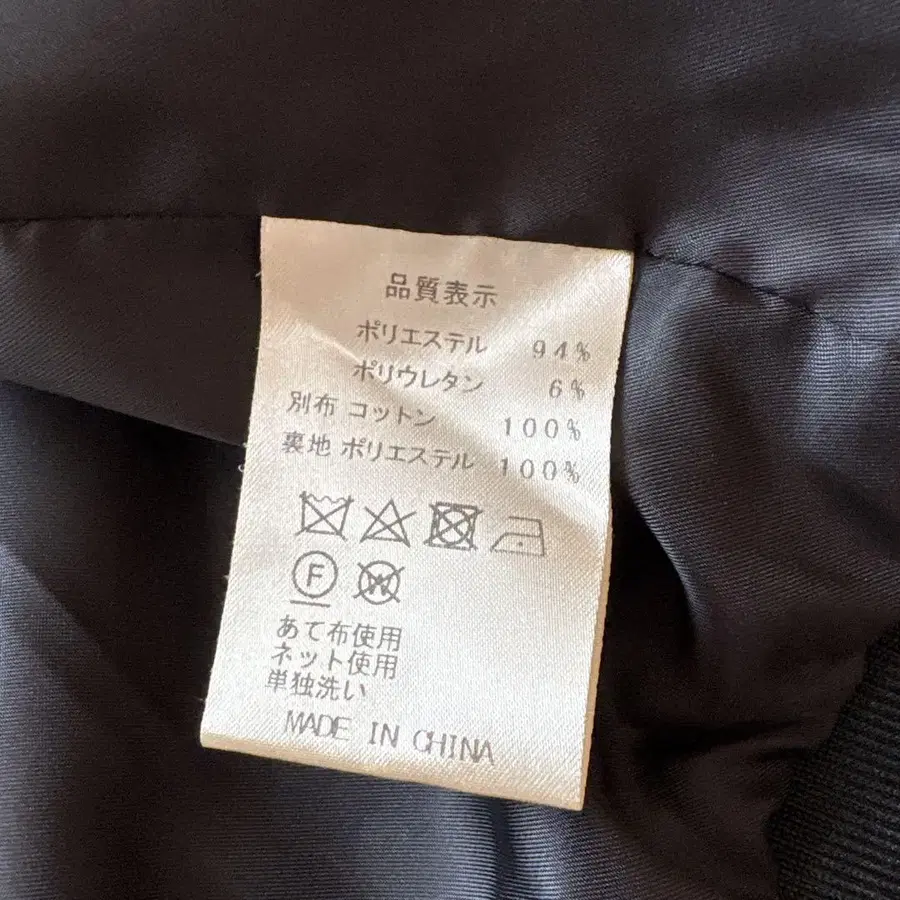 品質表示
ポリエステル 94%
ポリウレタン 6%
別布 コットン 100%
裏地 ポリエステル 100%
F W
あて布使用
ネット使用
単独洗い
MADE IN CHINA